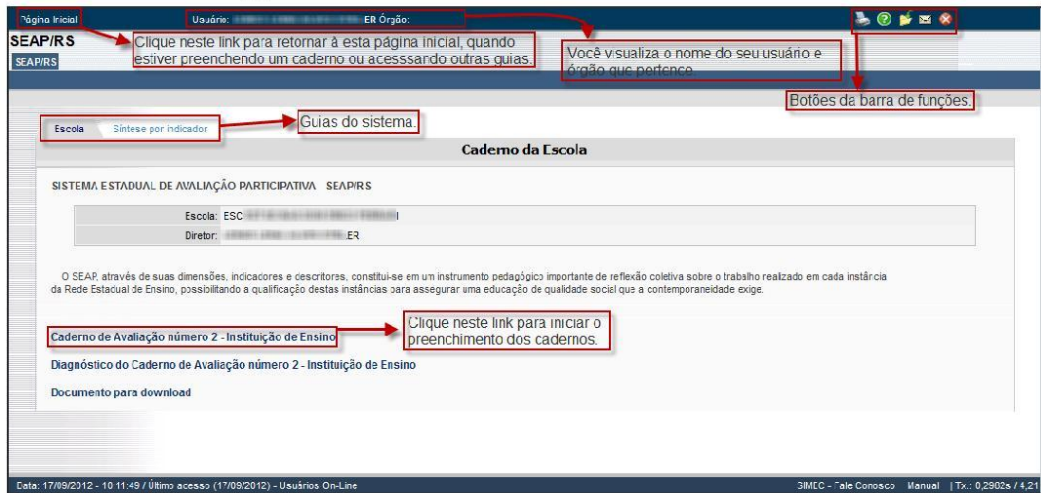 Página Inicial
Usuário: ER Órgão:
SEAP/RS
SEAP/RS
Clique neste link para retornar à esta página inicial, quando
estiver preenchendo um caderno ou acesssando outras guias.
Você visualiza o nome do seu usuário e
órgão que pertence.
Botões da barra de funções.
Escola
Síntese por indicador
Guias do sistema.
Caderno da Escola
SISTEMA ESTADUAL DE AVALIAÇÃO PARTICIPATIVA SEAP/RS
Escola: ESC
Diretor: ER
O SEAP, através de suas dimensões, indicadores e descritores, constitui-se em um instrumento pedagógico importante de reflexão coletiva sobre o trabalho realizado em cada instância
da Rede Estadual de Ensino, possibilitando a qualificação destas instâncias para assegurar uma educação de qualidade social que a contemporaneidade exige.
Caderno de Avaliação número 2 - Instituição de Ensino
Clique neste link para iniciar o
preenchimento dos cadernos.
Diagnóstico do Caderno de Avaliação número 2 - Instituição de Ensino
Documento para download
Data: 17/09/2012 - 10:11:49 / Último acesso (17/09/2012) - Usuários On-Line
SIMEC - Fale Conosco Manual | Tx.: 0,2902s / 4,21